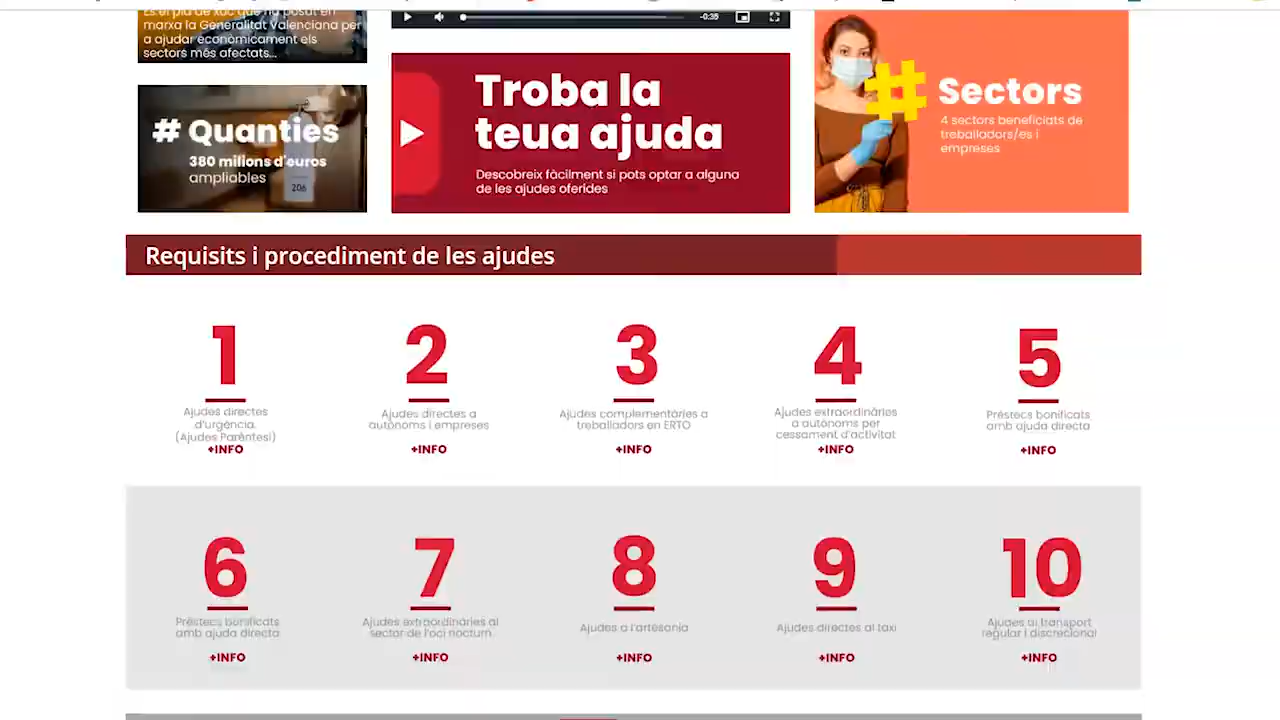 Es el pla de xoc que ha posat en
marxa la Generalitat Valenciana per
a ajudar econòmicament els
sectors més afectats...
-0:35
# Quanties
380 milions d'euros
ampliables
206
Troba la
teua ajuda
Descobreix fàcilment si pots optar a alguna
de les ajudes oferides
# Sectors
4 sectors beneficiats de
treballadors/es i
empreses
Requisits i procediment de les ajudes
1
Ajudes directes
d'urgència.
(Ajudes Parèntesi)
+INFO
2
Ajudes directes a
autònoms i empreses
+INFO
3
Ajudes complementàries a
treballadors en ERTO
+INFO
4
Ajudes extraordinàries
a autònoms per
cessament d'activitat
+INFO
5
Préstecs bonificats
amb ajuda directa
+INFO
6
Préstecs bonificats
amb ajuda directa
+INFO
7
Ajudes extraordinàries al
sector de l'oci nocturn
+INFO
8
Ajudes a l'artesania
+INFO
9
Ajudes directes al taxi
+INFO
10
Ajudes al transport
regular i discrecional
+INFO